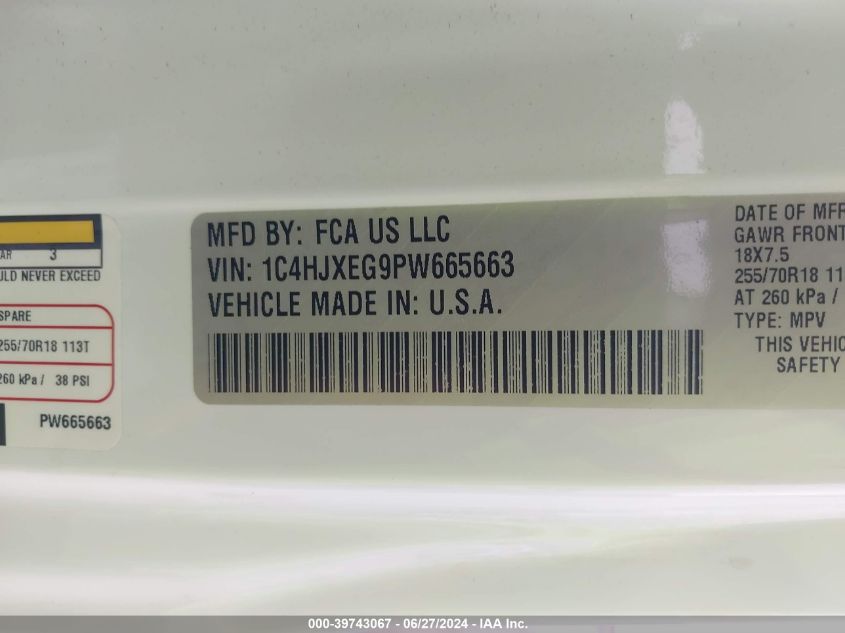 AR 3
ULD NEVER EXCEED
SPARE
255/70R18 113T
260 kPa / 38 PSI
PW665663
MFD BY: FCA US LLC
VIN: 1C4HJXEG9PW665663
VEHICLE MADE IN: U.S.A.
DATE OF MFR
GAWR FRONT
18X7.5
255/70R18 11
AT 260 kPa /
TYPE: MPV
THIS VEHIC
SAFETY
000-39743067 - 06/27/2024 - IAA Inc.